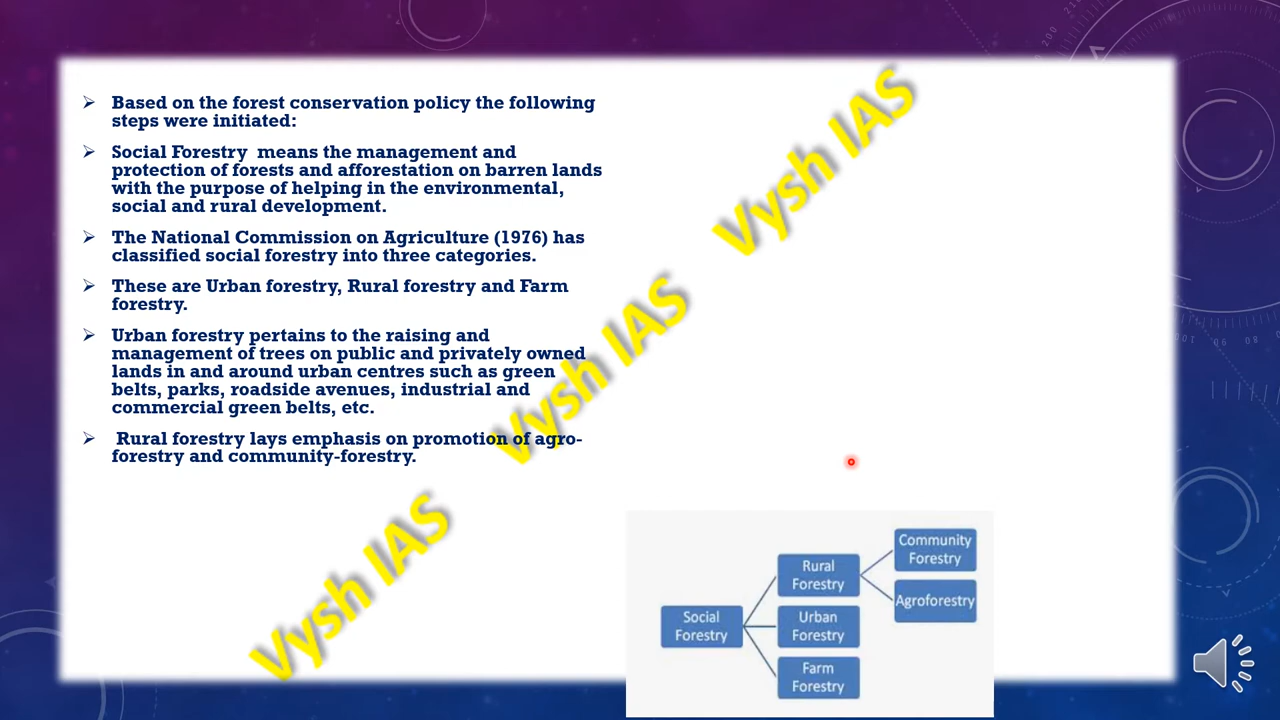 Based on the forest conservation policy the following
steps were initiated:
Social Forestry means the management and
protection of forests and afforestation on barren lands
with the purpose of helping in the environmental,
social and rural development.
The National Commission on Agriculture (1976) has
classified social forestry into three categories.
These are Urban forestry, Rural forestry and Farm
forestry.
Urban forestry pertains to the raising and
management of trees on public and privately owned
lands in and around urban centres such as green
belts, parks, roadside avenues, industrial and
commercial green belts, etc.
Rural forestry lays emphasis on promotion of agro-
forestry and community-forestry.
Vysh IAS
Vysh IAS
Vysh IAS
Social
Forestry
Rural
Forestry
Urban
Forestry
Farm
Forestry
Community
Forestry
Agroforestry
200
100
90
80